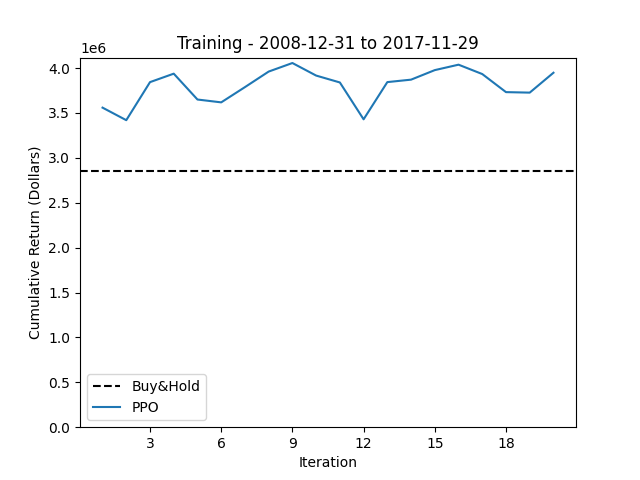 Training - 2008-12-31 to 2017-11-29
1e6
4.0
3.5
3.0
2.5
2.0
1.5
1.0
0.5
0.0
Cumulative Return (Dollars)
Buy&Hold
PPO
3 6 9 12 15 18
Iteration